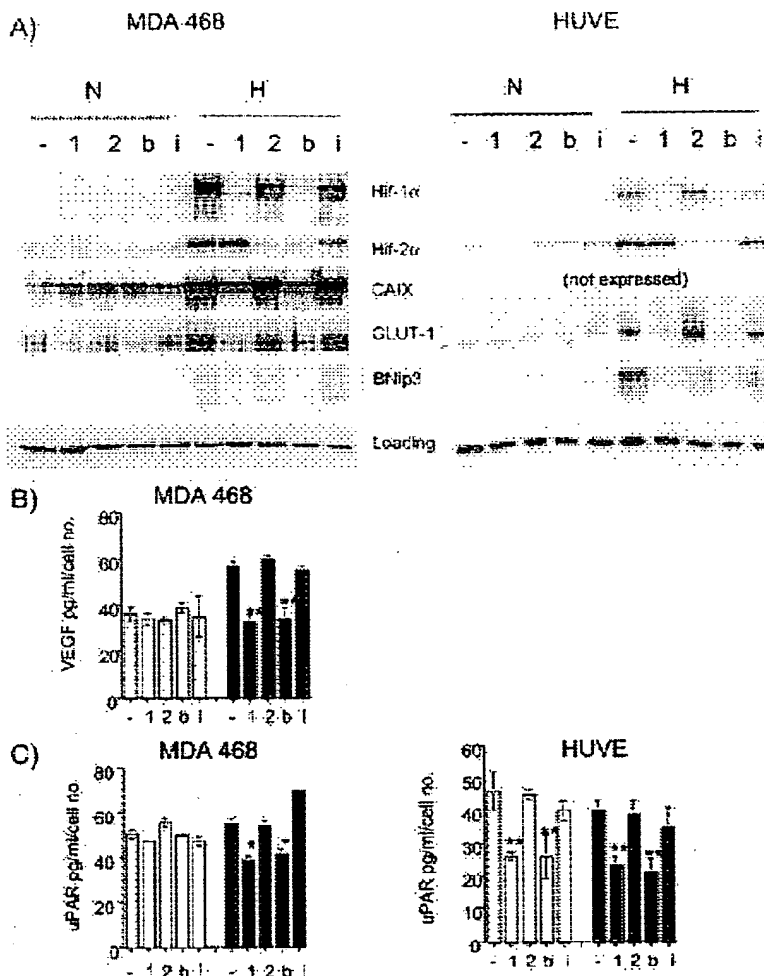 A) MDA 468 HUVE
N H N H
- 1 2 b i - 1 2 b i - 1 2 b i - 1 2 b i
Hif-1α
Hif-2α
CAIX (not expressed)
GLUT-1
BNip3
Loading
B) MDA 468
VEGF pg/ml/cell no.
80
60
40
20
0
** **
- 1 2 b i - 1 2 b i
C) MDA 468
uPAR pg/ml/cell no.
80
60
40
20
0
* *
- 1 2 b i - 1 2 b i
HUVE
uPAR pg/ml/cell no.
60
50
40
30
20
10
0
** ** ** **
- 1 2 b i - 1 2 b i